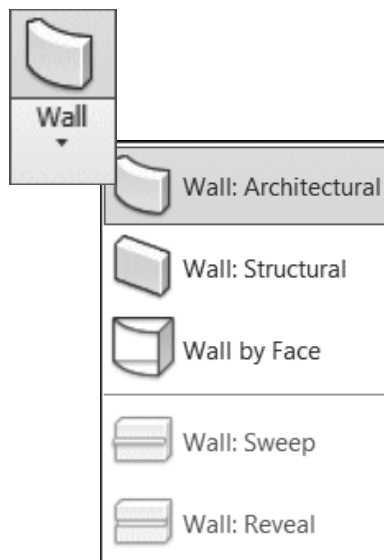 Wall
Wall: Architectural
Wall: Structural
Wall by Face
Wall: Sweep
Wall: Reveal